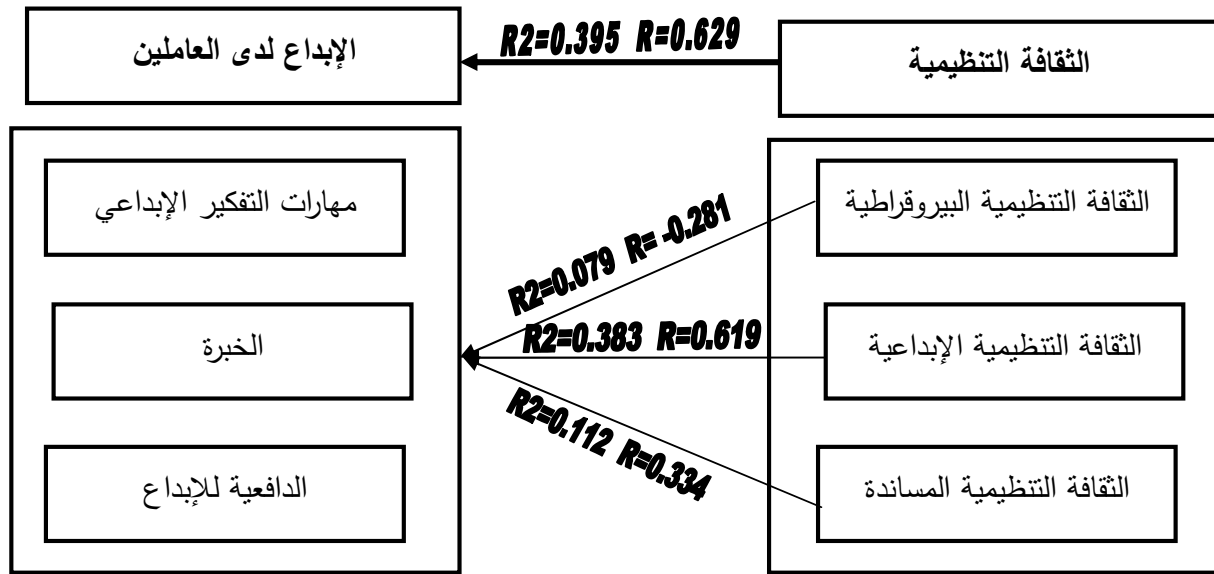 الثقافة التنظيمية
R2=0.395 R=0.629
الإبداع لدى العاملين
الثقافة التنظيمية البيروقراطية
R2=0.079 R= -0.281
مهارات التفكير الإبداعي
الثقافة التنظيمية الإبداعية
R2=0.383 R=0.619
الخبرة
الثقافة التنظيمية المساندة
R2=0.112 R=0.334
الدافعية للإبداع